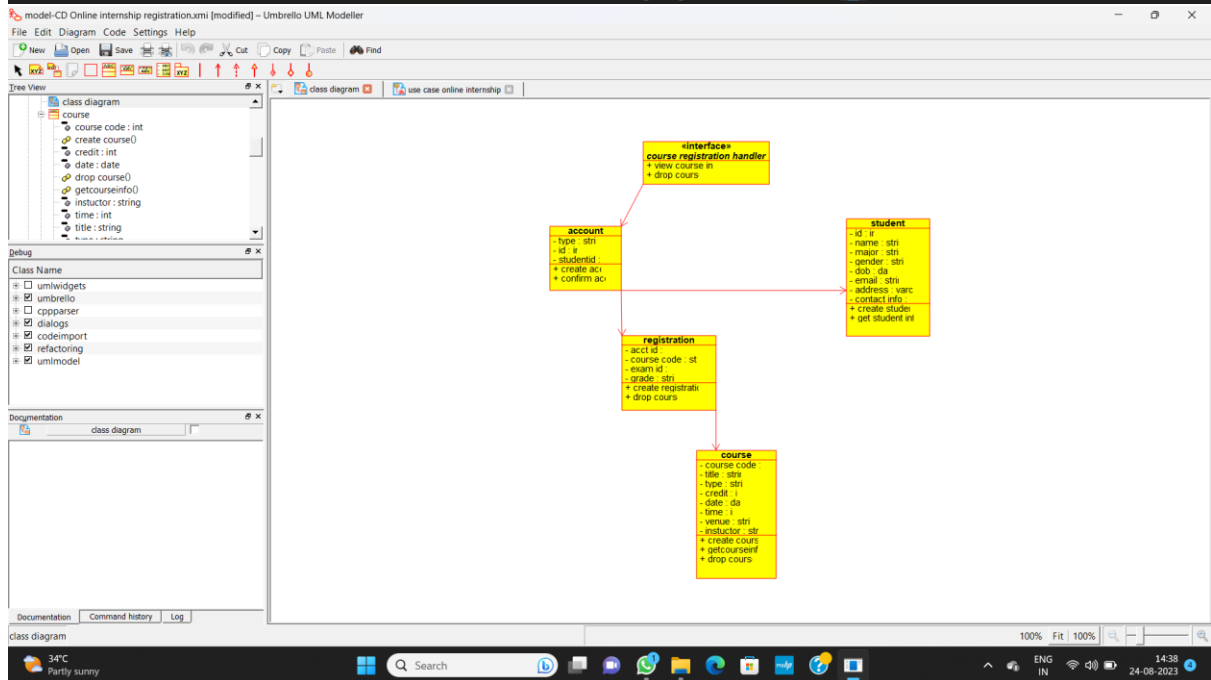 model-CD Online internship registration.xmi [modified] – Umbrello UML Modeller
File Edit Diagram Code Settings Help
New Open Save Cut Copy Paste Find
Tree View
class diagram
course
course code : int
create course()
credit : int
date : date
drop course()
getcourseinfo()
instuctor : string
time : int
title : string
Debug
Class Name
umlwidgets
umbrello
cppparser
dialogs
codeimport
refactoring
umlmodel
Documentation
class diagram
Documentation Command history Log
class diagram use case online internship
«interface»
course registration handler
+ view course in
+ drop cours
account
- type : stri
- id : ir
- studentid :
+ create acc
+ confirm acc
student
- id : ir
- name : stri
- major : stri
- gender : stri
- dob : da
- email : strii
- address : varc
- contact info :
+ create studer
+ get student inf
registration
- acct id :
- course code : st
- exam id :
- grade : stri
+ create registratic
+ drop cours
course
- course code :
- title : strir
- type : stri
- credit : i
- date : da
- time : i
- venue : stri
- instuctor : str
+ create cours
+ getcourseinf
+ drop cours
class diagram
100% Fit 100%
34°C
Partly sunny
Search
ENG
IN
14:38
24-08-2023
4